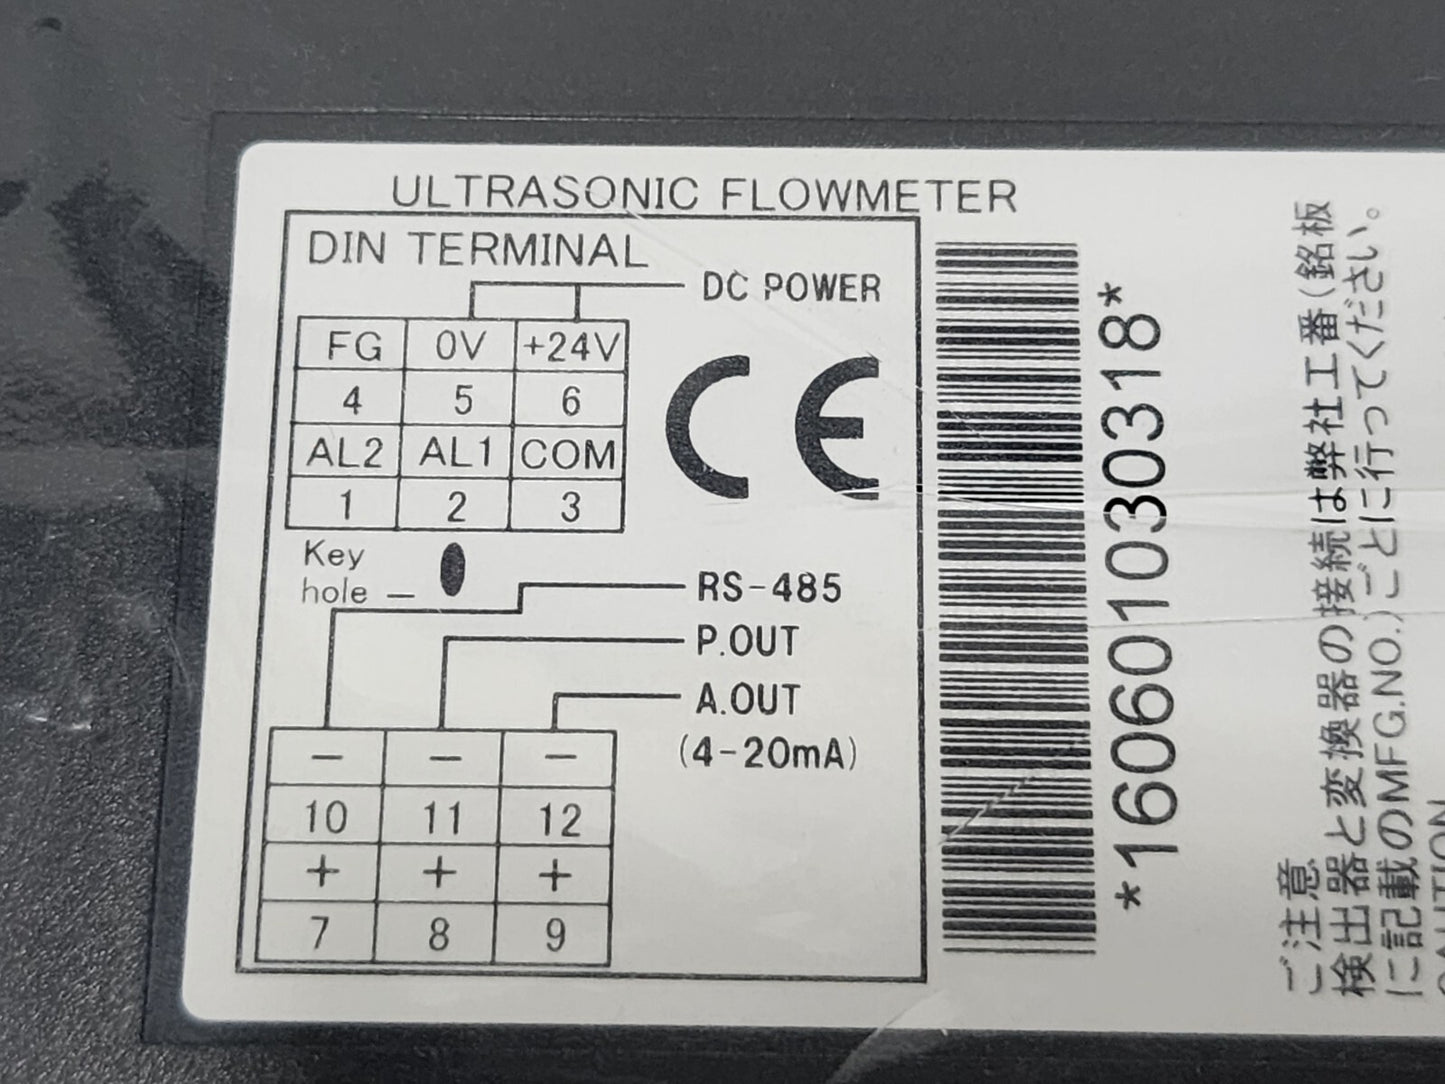 ULTRASONIC FLOWMETER
DIN TERMINAL
DC POWER
FG 0V +24V
4 5 6
AL2 AL1 COM
1 2 3
CE
Key
hole
RS-485
P.OUT
A.OUT
(4-20mA)
− − −
10 11 12
+ + +
7 8 9
*160601030318*
ご注意
検出器と変換器の接続は弊社工番(銘板
に記載のMFG.NO.)ごとに行ってください。